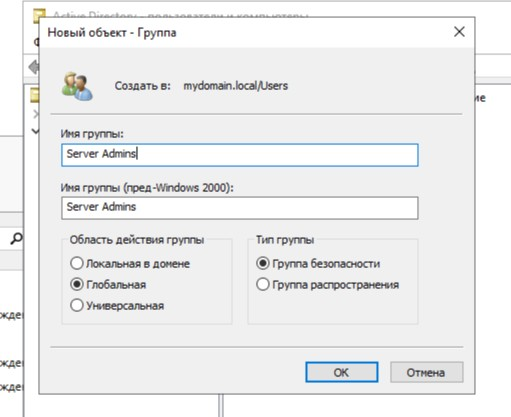 Active Directory - пользователи и компьютеры
Новый объект - Группа
Создать в: mydomain.local/Users
Имя группы:
Server Admins
Имя группы (пред-Windows 2000):
Server Admins
Область действия группы
Локальная в домене
Глобальная
Универсальная
Тип группы
Группа безопасности
Группа распространения
OK
Отмена